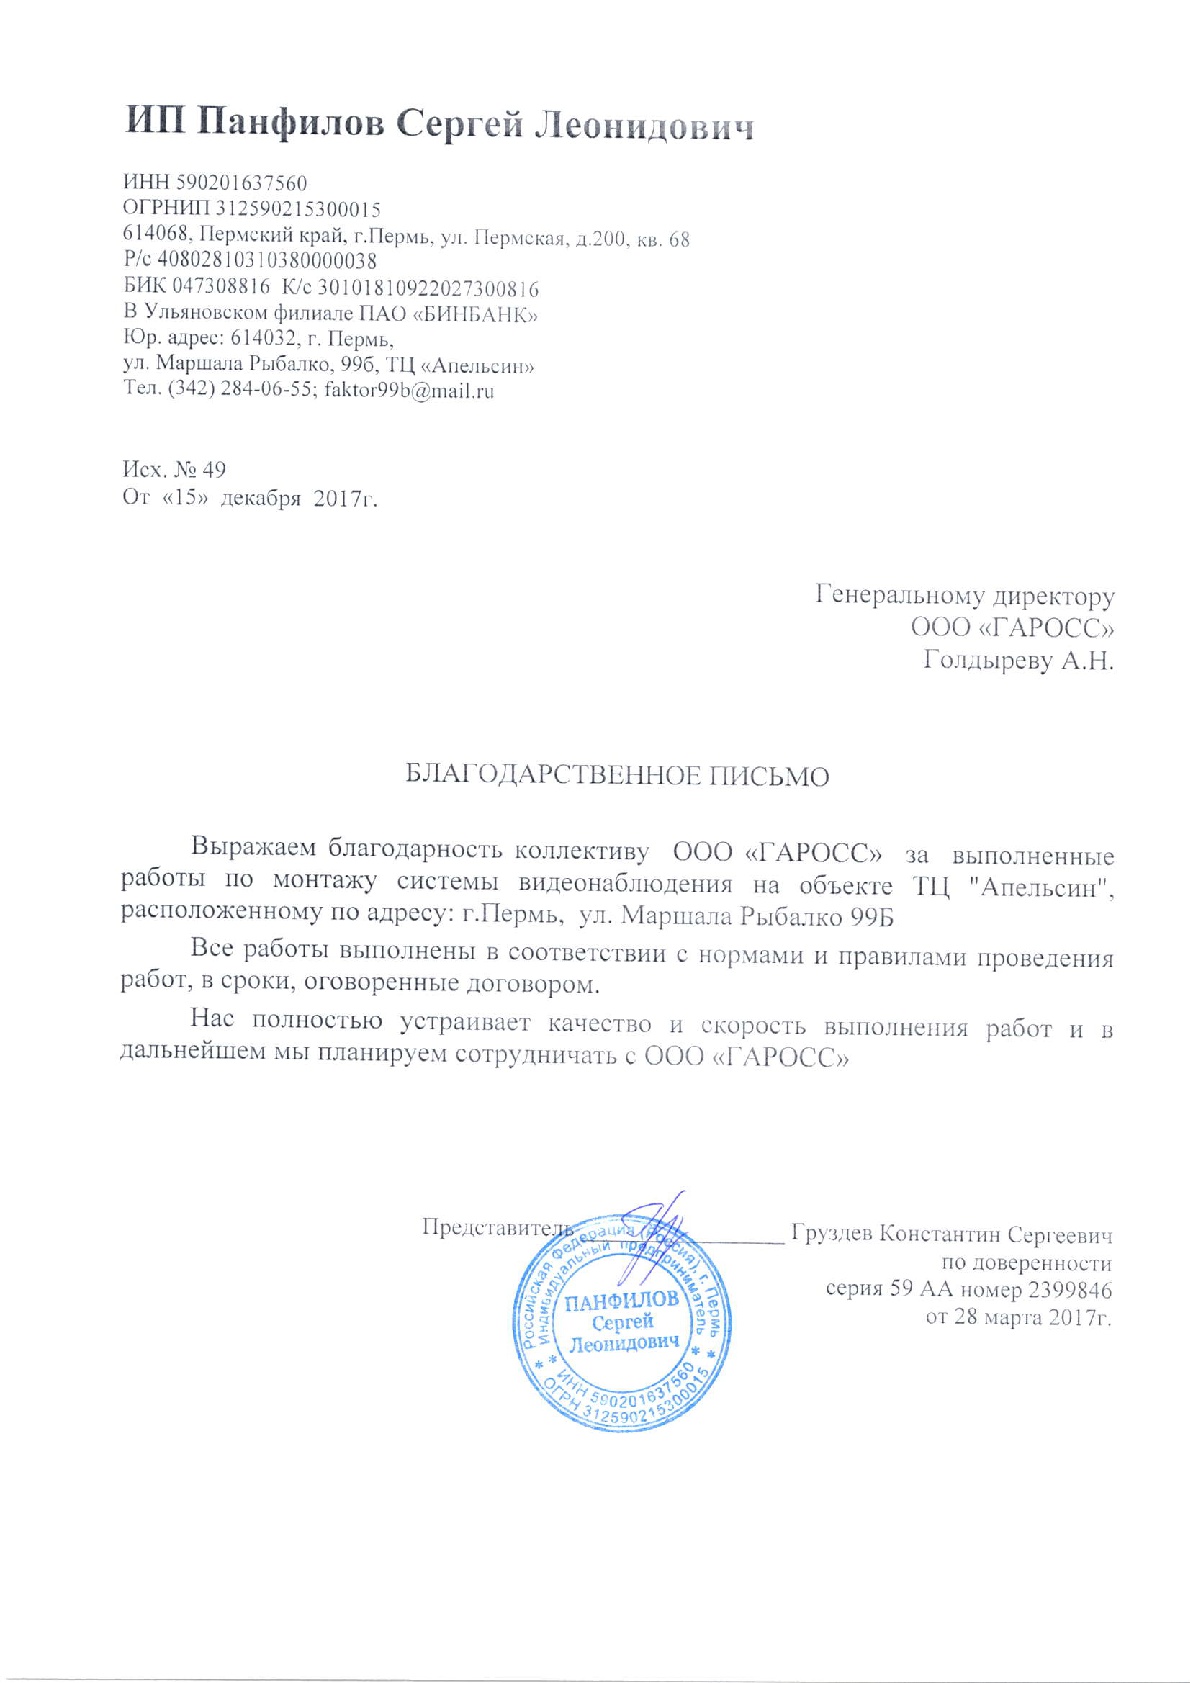 ИП Панфилов Сергей Леонидович
ИНН 590201637560
ОГРНИП 312590215300015
614068, Пермский край, г.Пермь, ул. Пермская, д.200, кв. 68
Р/с 40802810310380000038
БИК 047308816 К/с 30101810922027300816
В Ульяновском филиале ПАО «БИНБАНК»
Юр. адрес: 614032, г. Пермь,
ул. Маршала Рыбалко, 99б, ТЦ «Апельсин»
Тел. (342) 284-06-55; faktor99b@mail.ru
Исх. № 49
От «15» декабря 2017г.
Генеральному директору
ООО «ГАРОСС»
Голдыреву А.Н.
БЛАГОДАРСТВЕННОЕ ПИСЬМО
Выражаем благодарность коллективу ООО «ГАРОСС» за выполненные
работы по монтажу системы видеонаблюдения на объекте ТЦ "Апельсин",
расположенному по адресу: г.Пермь, ул. Маршала Рыбалко 99Б
Все работы выполнены в соответствии с нормами и правилами проведения
работ, в сроки, оговоренные договором.
Нас полностью устраивает качество и скорость выполнения работ и в
дальнейшем мы планируем сотрудничать с ООО «ГАРОСС»
Представитель Груздев Константин Сергеевич
по доверенности
серия 59 АА номер 2399846
от 28 марта 2017г.
Российская Федерация (Россия), г. Пермь
Индивидуальный предприниматель
ПАНФИЛОВ
Сергей
Леонидович
* ИНН 590201637560 *
* ОГРН 312590215300015 *